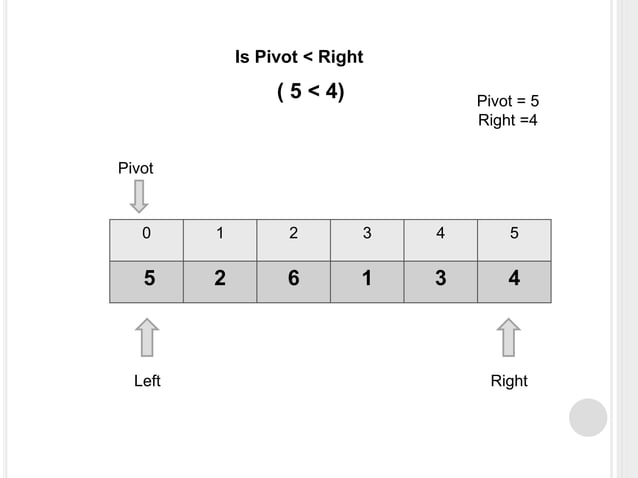 Is Pivot < Right
( 5 < 4)
Pivot = 5
Right =4
Pivot
0 1 2 3 4 5
5 2 6 1 3 4
Left Right